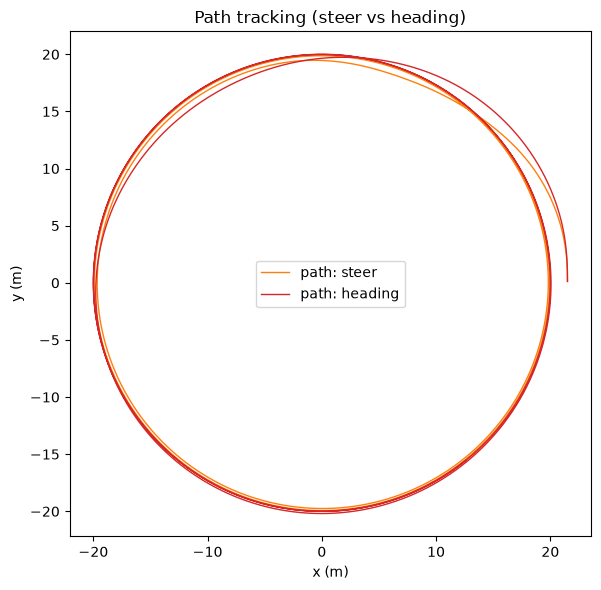 Path tracking (steer vs heading)
20
15
10
5
0
−5
−10
−15
−20
y (m)
path: steer
path: heading
−20
−10
0
10
20
x (m)